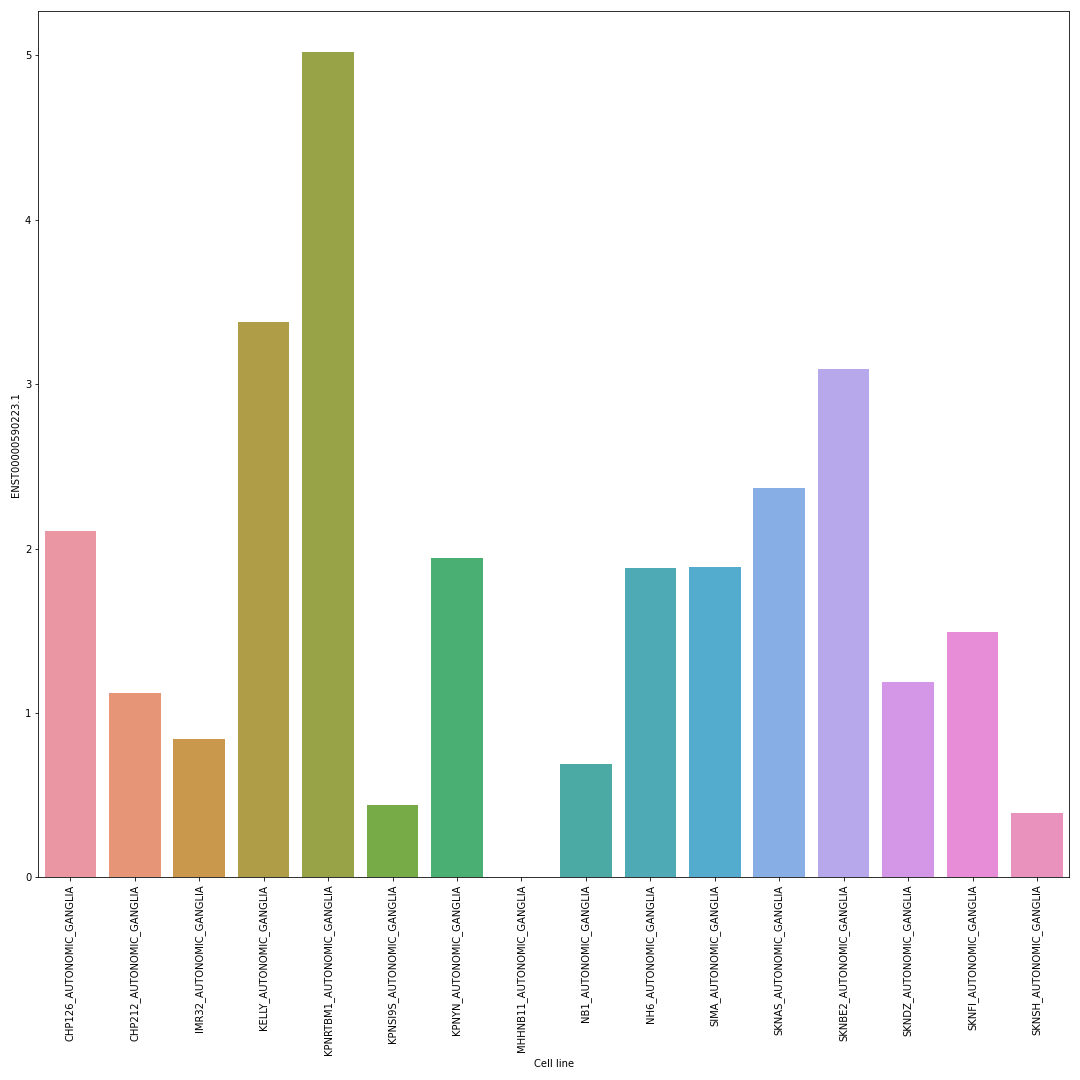 5
4
3
2
1
0
ENST00000590223.1
CHP126_AUTONOMIC_GANGLIA
CHP212_AUTONOMIC_GANGLIA
IMR32_AUTONOMIC_GANGLIA
KELLY_AUTONOMIC_GANGLIA
KPNRTBM1_AUTONOMIC_GANGLIA
KPNSI9S_AUTONOMIC_GANGLIA
KPNYN_AUTONOMIC_GANGLIA
MHHNB11_AUTONOMIC_GANGLIA
NB1_AUTONOMIC_GANGLIA
NH6_AUTONOMIC_GANGLIA
SIMA_AUTONOMIC_GANGLIA
SKNAS_AUTONOMIC_GANGLIA
SKNBE2_AUTONOMIC_GANGLIA
SKNDZ_AUTONOMIC_GANGLIA
SKNFI_AUTONOMIC_GANGLIA
SKNSH_AUTONOMIC_GANGLIA
Cell line